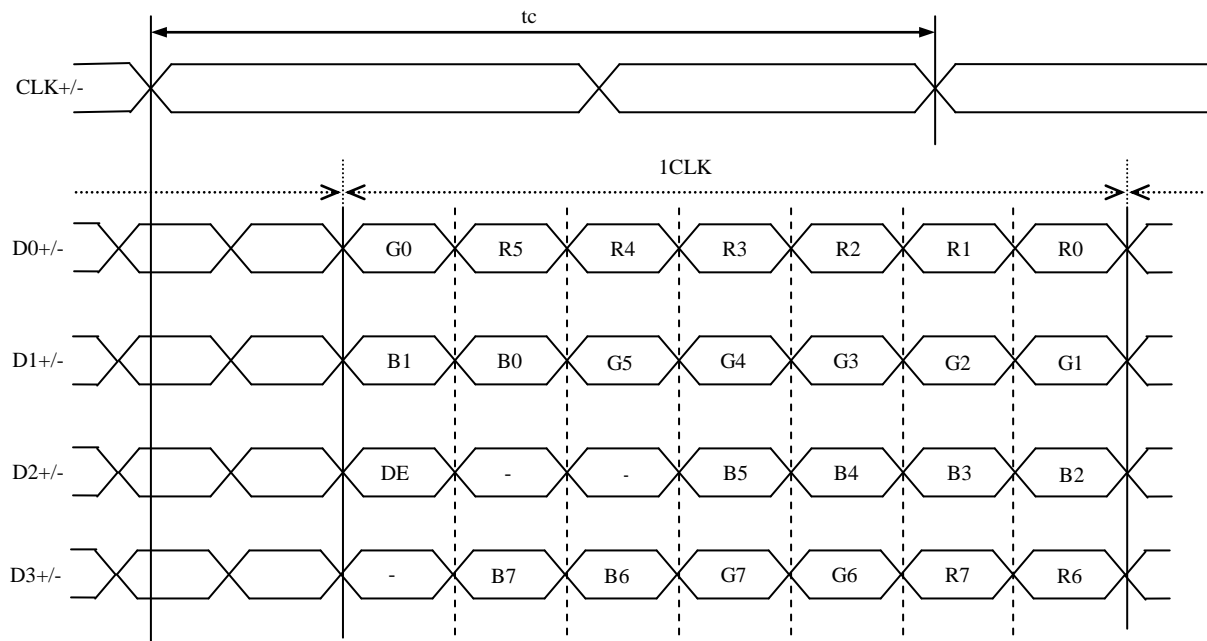 tc
CLK+/-
1CLK
D0+/- G0 R5 R4 R3 R2 R1 R0
D1+/- B1 B0 G5 G4 G3 G2 G1
D2+/- DE - - B5 B4 B3 B2
D3+/- - B7 B6 G7 G6 R7 R6